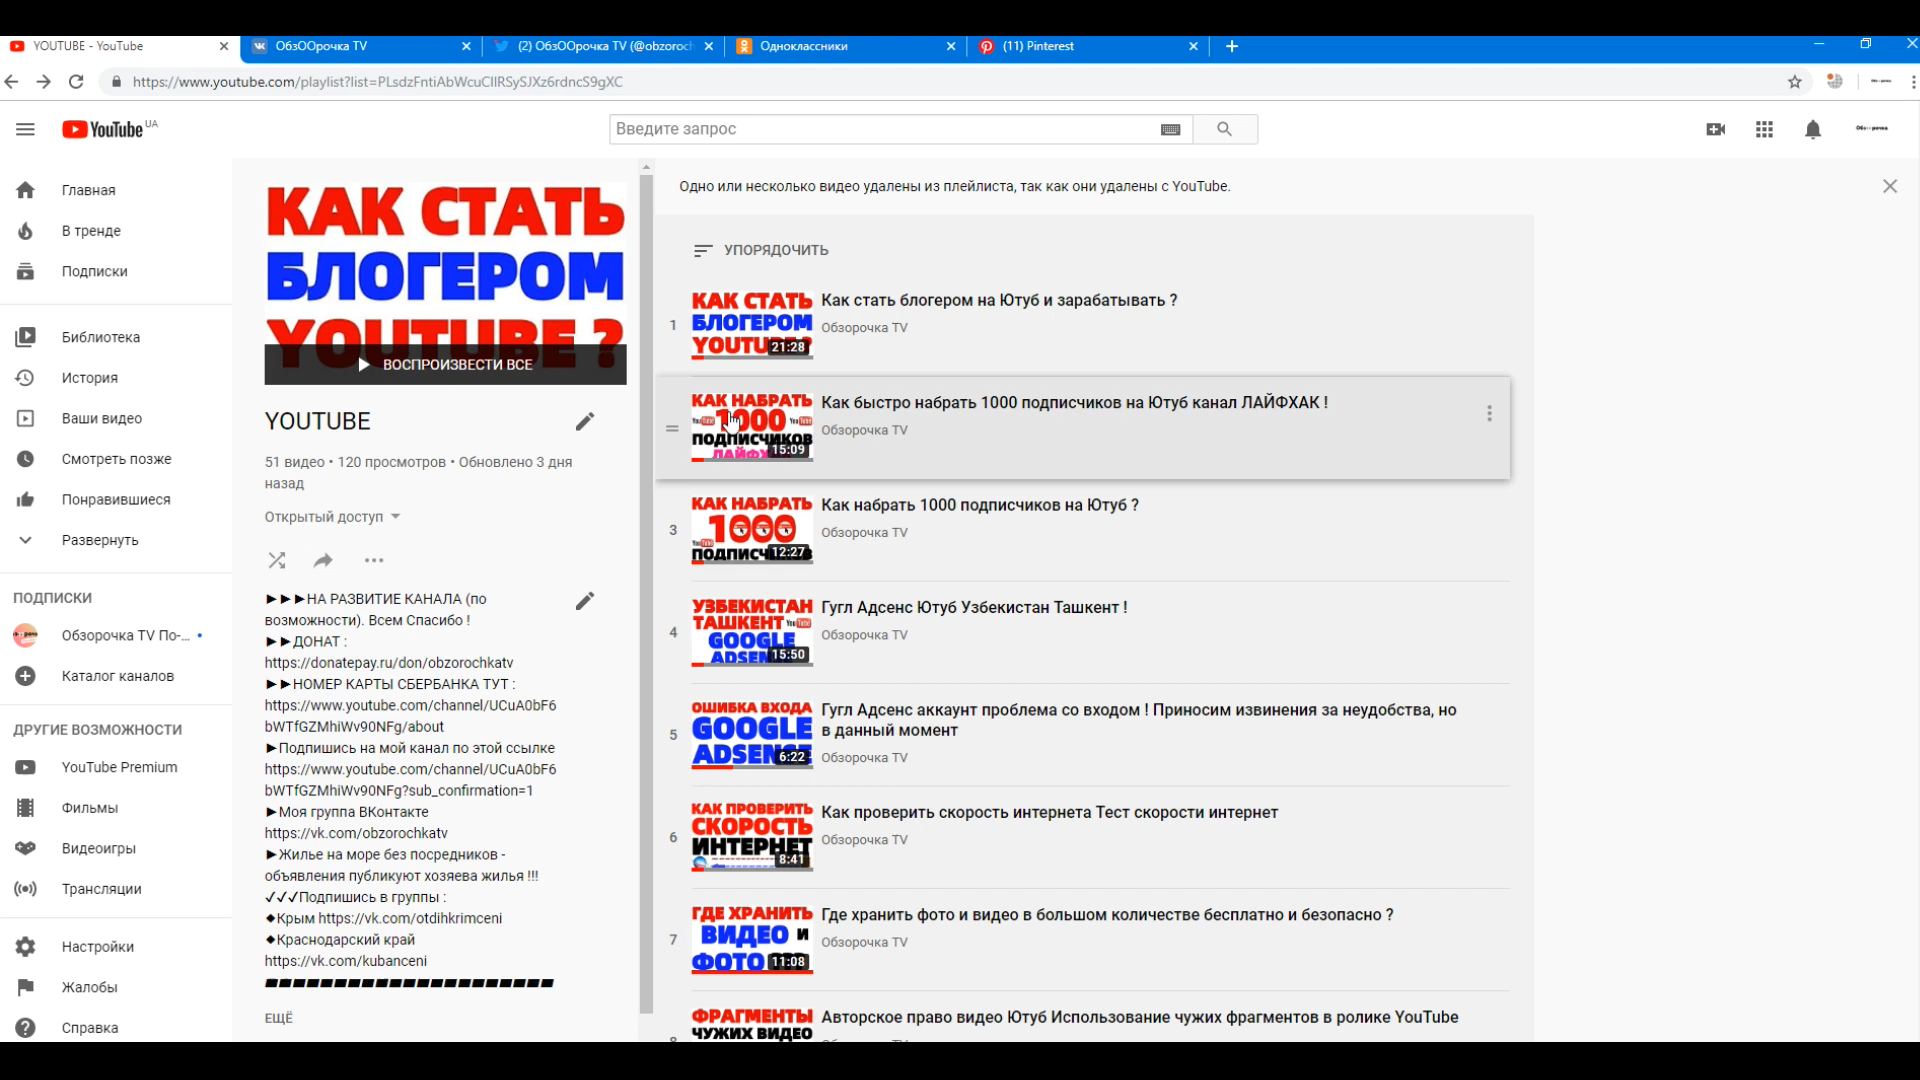 YOUTUBE - YouTube
ОбзООрочка TV
(2) ОбзООрочка TV (@obzoroch
Одноклассники
(11) Pinterest
https://www.youtube.com/playlist?list=PLsdzFntiAbWcuCIIRSySJXz6rdncS9gXC
YouTube UA
Введите запрос
Главная
В тренде
Подписки
Библиотека
История
Ваши видео
Смотреть позже
Понравившиеся
Развернуть
ПОДПИСКИ
Обзорочка TV По-...
Каталог каналов
ДРУГИЕ ВОЗМОЖНОСТИ
YouTube Premium
Фильмы
Видеоигры
Трансляции
Настройки
Жалобы
Справка
КАК СТАТЬ
БЛОГЕРОМ
YOUTUBE ?
ВОСПРОИЗВЕСТИ ВСЕ
YOUTUBE
51 видео • 120 просмотров • Обновлено 3 дня
назад
Открытый доступ
►►►НА РАЗВИТИЕ КАНАЛА (по
возможности). Всем Спасибо !
►►ДОНАТ :
https://donatepay.ru/don/obzorochkatv
►►НОМЕР КАРТЫ СБЕРБАНКА ТУТ :
https://www.youtube.com/channel/UCuA0bF6
bWTfGZMhiWv90NFg/about
►Подпишись на мой канал по этой ссылке
https://www.youtube.com/channel/UCuA0bF6
bWTfGZMhiWv90NFg?sub_confirmation=1
►Моя группа ВКонтакте
https://vk.com/obzorochkatv
►Жилье на море без посредников -
объявления публикуют хозяева жилья !!!
✓✓✓Подпишись в группы :
◆Крым https://vk.com/otdihkrimceni
◆Краснодарский край
https://vk.com/kubanceni
ЕЩЁ
Одно или несколько видео удалены из плейлиста, так как они удалены с YouTube.
УПОРЯДОЧИТЬ
1
КАК СТАТЬ
БЛОГЕРОМ
YOUTUBE
21:28
Как стать блогером на Ютуб и зарабатывать ?
Обзорочка TV
КАК НАБРАТЬ
1000
ПОДПИСЧИКОВ
ЛАЙФХ
15:09
Как быстро набрать 1000 подписчиков на Ютуб канал ЛАЙФХАК !
Обзорочка TV
3
КАК НАБРАТЬ
1000
ПОДПИСЧИКОВ
12:27
Как набрать 1000 подписчиков на Ютуб ?
Обзорочка TV
4
УЗБЕКИСТАН
ТАШКЕНТ YouTube
GOOGLE
ADSENSE
15:50
Гугл Адсенс Ютуб Узбекистан Ташкент !
Обзорочка TV
5
ОШИБКА ВХОДА
GOOGLE
ADSENSE
6:22
Гугл Адсенс аккаунт проблема со входом ! Приносим извинения за неудобства, но
в данный момент
Обзорочка TV
6
КАК ПРОВЕРИТЬ
СКОРОСТЬ
ИНТЕРНЕТ
8:41
Как проверить скорость интернета Тест скорости интернет
Обзорочка TV
7
ГДЕ ХРАНИТЬ
ВИДЕО И
ФОТО
11:08
Где хранить фото и видео в большом количестве бесплатно и безопасно ?
Обзорочка TV
ФРАГМЕНТЫ
ЧУЖИХ ВИДЕО
Авторское право видео Ютуб Использование чужих фрагментов в ролике YouTube